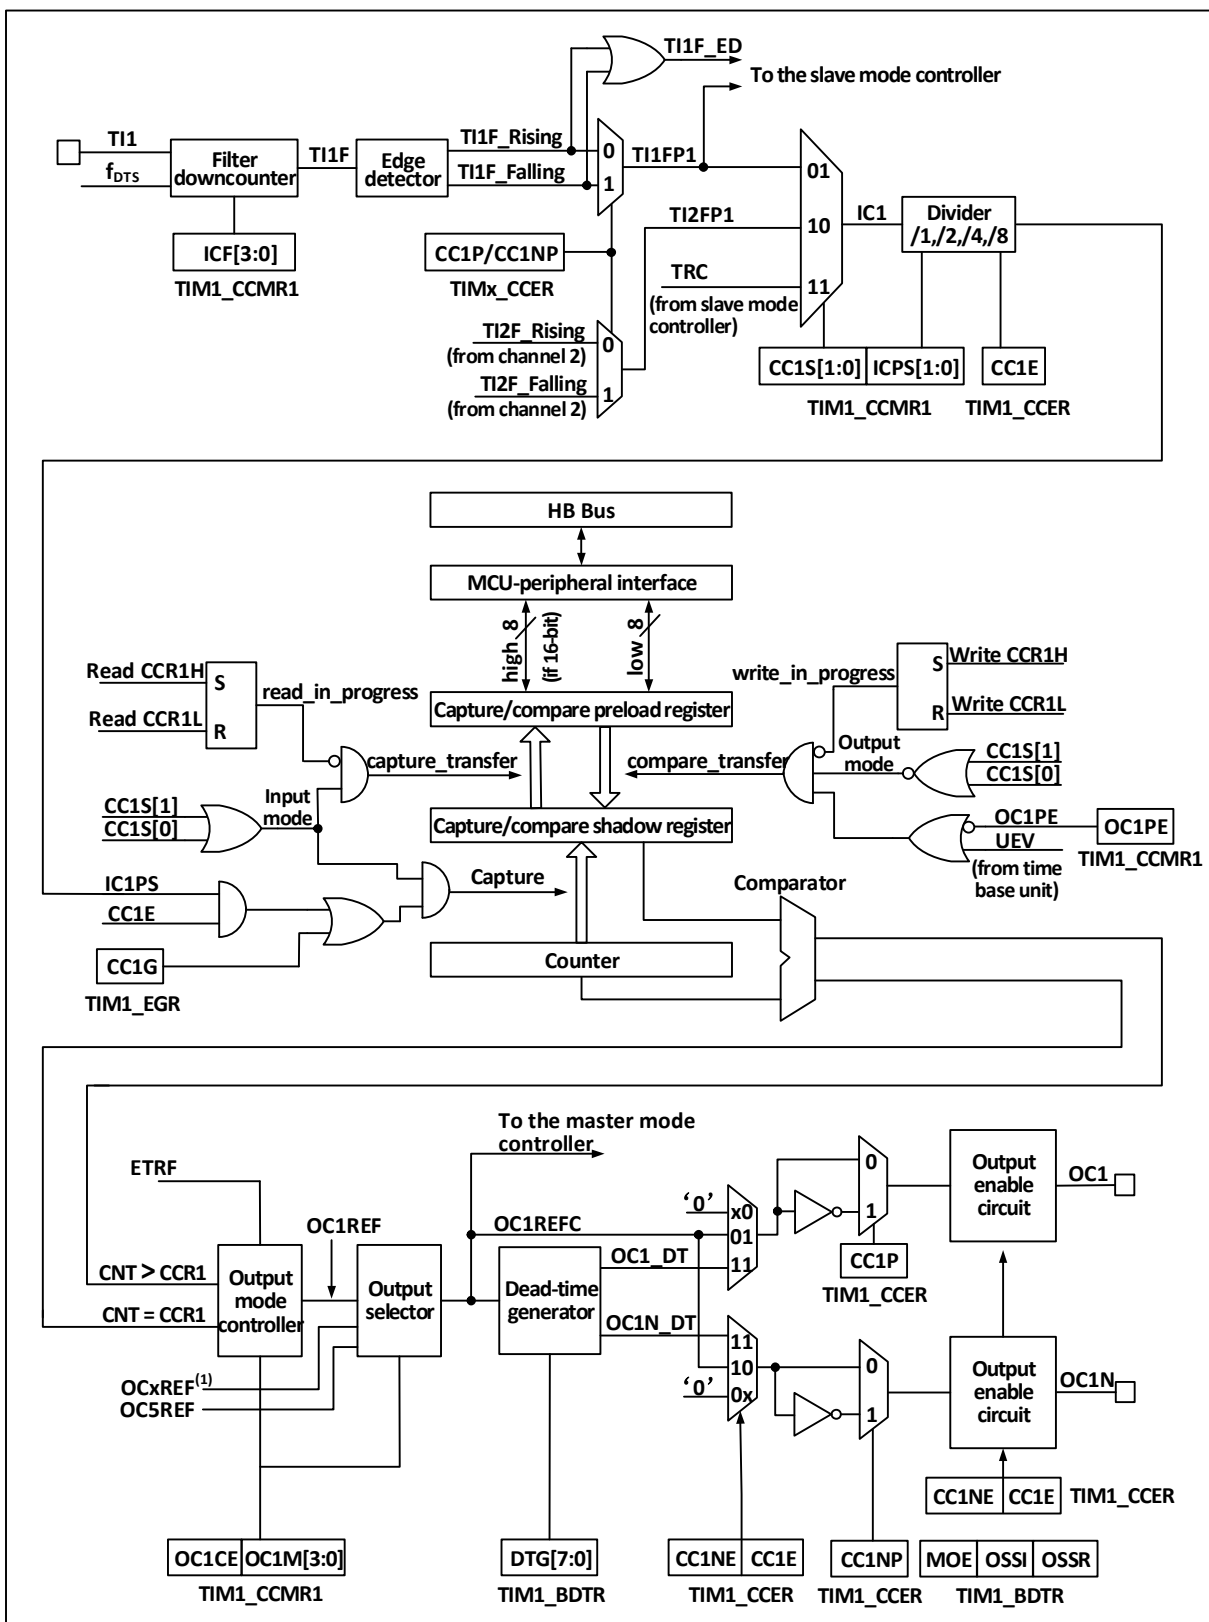 TI1F_ED
To the slave mode controller
TI1
f_DTS
Filter
downcounter
TI1F
Edge
detector
TI1F_Rising
TI1F_Falling
0
1
TI1FP1
TI2FP1
TRC
(from slave mode
controller)
01
10
11
IC1
Divider
/1,/2,/4,/8
ICF[3:0]
TIM1_CCMR1
CC1P/CC1NP
TIMx_CCER
TI2F_Rising
(from channel 2)
TI2F_Falling
(from channel 2)
0
1
CC1S[1:0]
ICPS[1:0]
TIM1_CCMR1
CC1E
TIM1_CCER
HB Bus
MCU-peripheral interface
high
8
(if 16-bit)
low
8
Read CCR1H
Read CCR1L
S
R
read_in_progress
Capture/compare preload register
write_in_progress
S
R
Write CCR1H
Write CCR1L
capture_transfer
compare_transfer
Output
mode
CC1S[1]
CC1S[0]
CC1S[1]
CC1S[0]
Input
mode
Capture/compare shadow register
OC1PE
UEV
(from time
base unit)
OC1PE
TIM1_CCMR1
IC1PS
CC1E
CC1G
TIM1_EGR
Capture
Counter
Comparator
To the master mode
controller
ETRF
CNT > CCR1
CNT = CCR1
Output
mode
controller
OC1REF
Output
selector
OCxREF(1)
OC5REF
OC1REFC
Dead-time
generator
OC1_DT
OC1N_DT
‘0’
x0
01
11
11
10
0x
‘0’
0
1
CC1P
TIM1_CCER
0
1
Output
enable
circuit
OC1
Output
enable
circuit
OC1N
CC1NE
CC1E
TIM1_CCER
OC1CE
OC1M[3:0]
TIM1_CCMR1
DTG[7:0]
TIM1_BDTR
CC1NE
CC1E
TIM1_CCER
CC1NP
TIM1_CCER
MOE
OSSI
OSSR
TIM1_BDTR